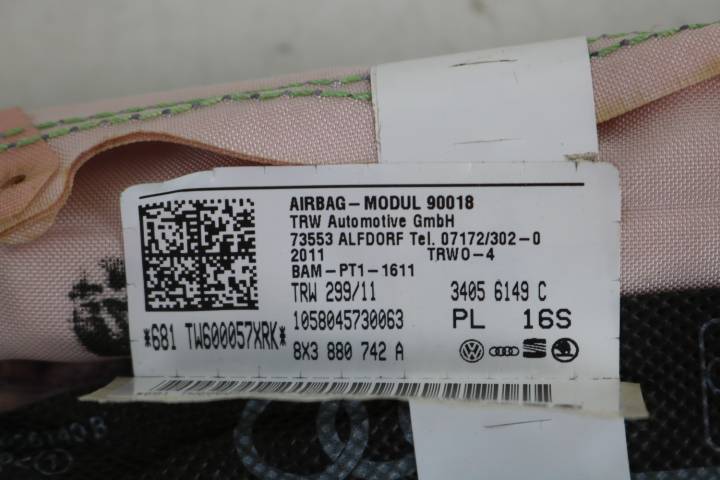 AIRBAG-MODUL 90018
TRW Automotive GmbH
73553 ALFDORF Tel. 07172/302-0
2011 TRWO-4
BAM-PT1-1611
TRW 299/11 3405 6149 C
1058045730063 PL 16S
*681 TW600057XRK*
8X3 880 742 A